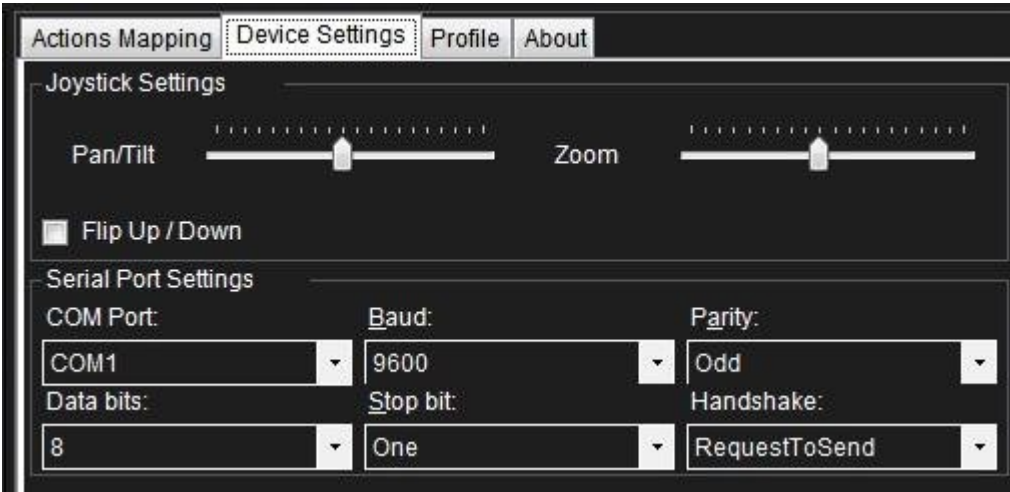 Actions Mapping Device Settings Profile About
Joystick Settings
Pan/Tilt Zoom
Flip Up / Down
Serial Port Settings
COM Port: Baud: Parity:
COM1 9600 Odd
Data bits: Stop bit: Handshake:
8 One RequestToSend